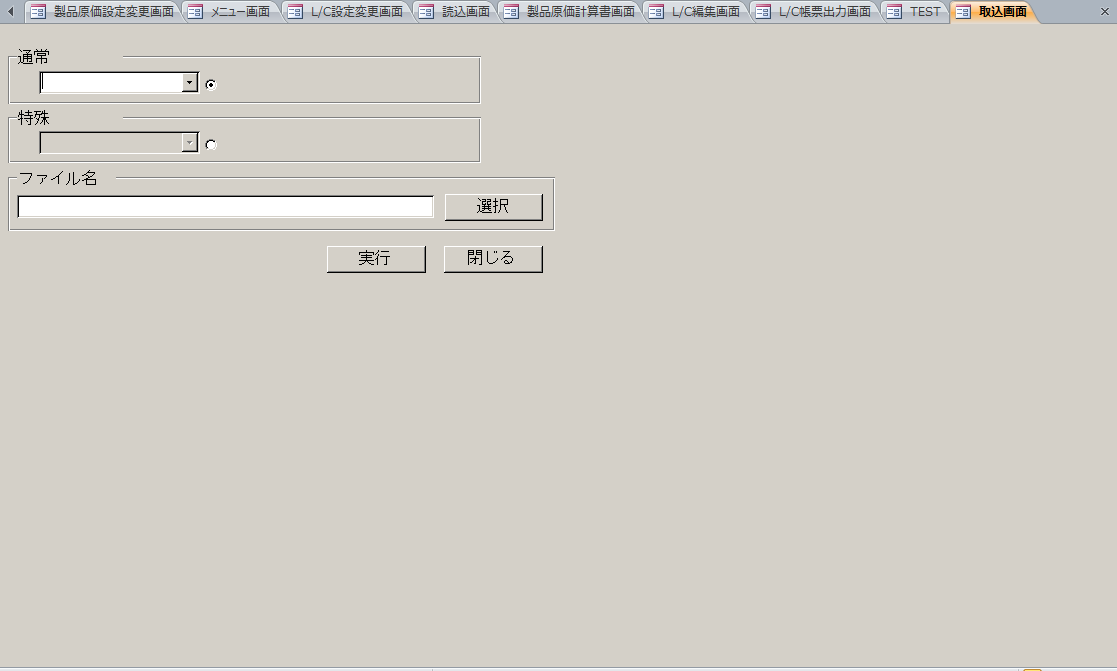 製品原価設定変更画面 メニュー画面 L/C設定変更画面 読込画面 製品原価計算書画面 L/C編集画面 L/C帳票出力画面 TEST 取込画面
通常
特殊
ファイル名
選択
実行 閉じる